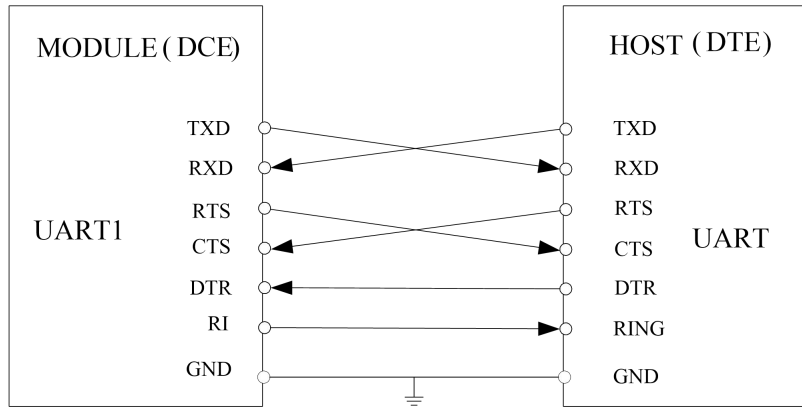 MODULE ( DCE)
HOST ( DTE)
TXD
TXD
RXD
RXD
RTS
RTS
UART1
UART
CTS
CTS
DTR
DTR
RI
RING
GND
GND